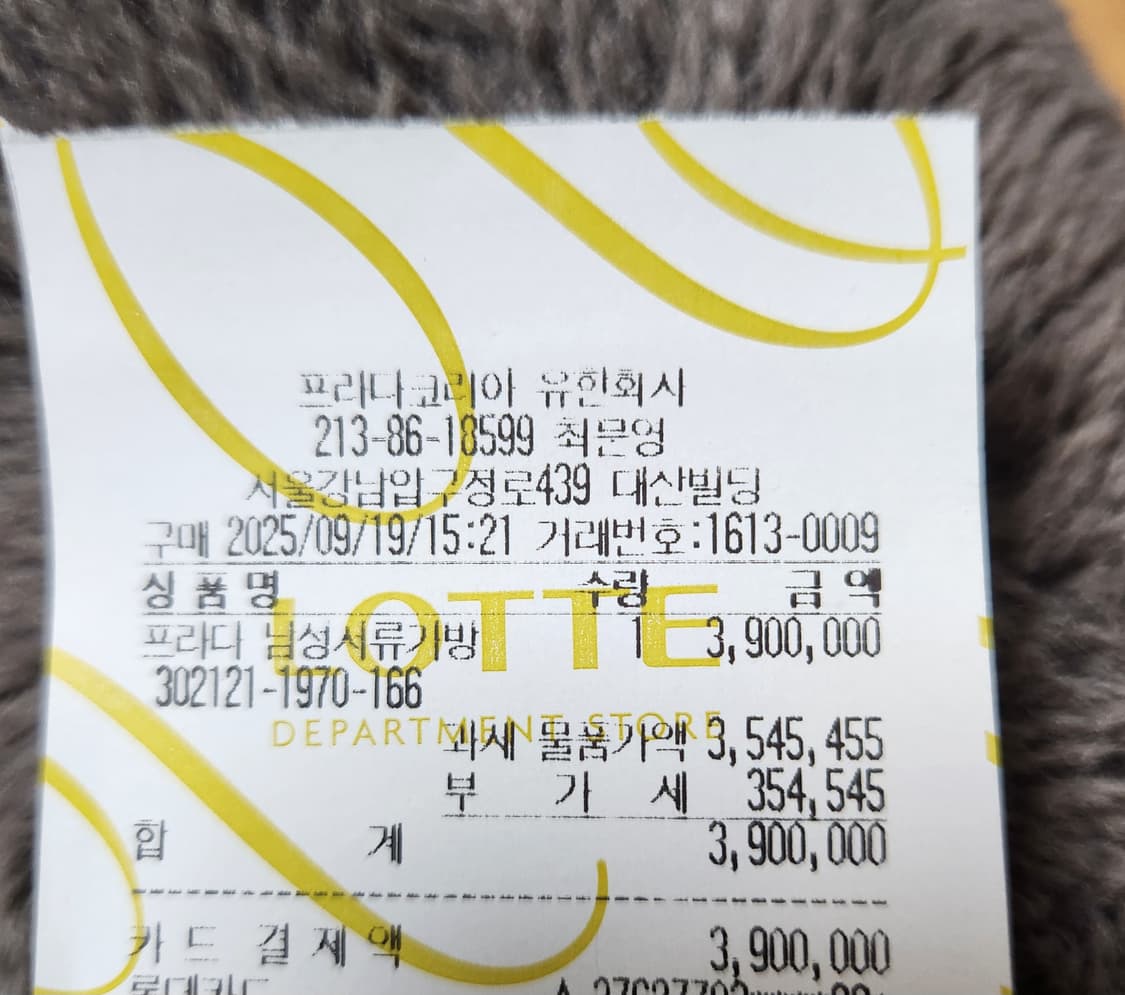 프라다코리아 유한회사
213-86-18599 최문영
서울강남압구정로439 대산빌딩
구매 2025/09/19/15:21 거래번호:1613-0009
상 품 명 수량 금 액
LOTTE
프라다 남성서류가방 1 3,900,000
302121-1970-166
DEPARTMENT STORE
과세 물품가액 3,545,455
부 가 세 354,545
합 계 3,900,000
카 드 결 제 액 3,900,000
롯데카드